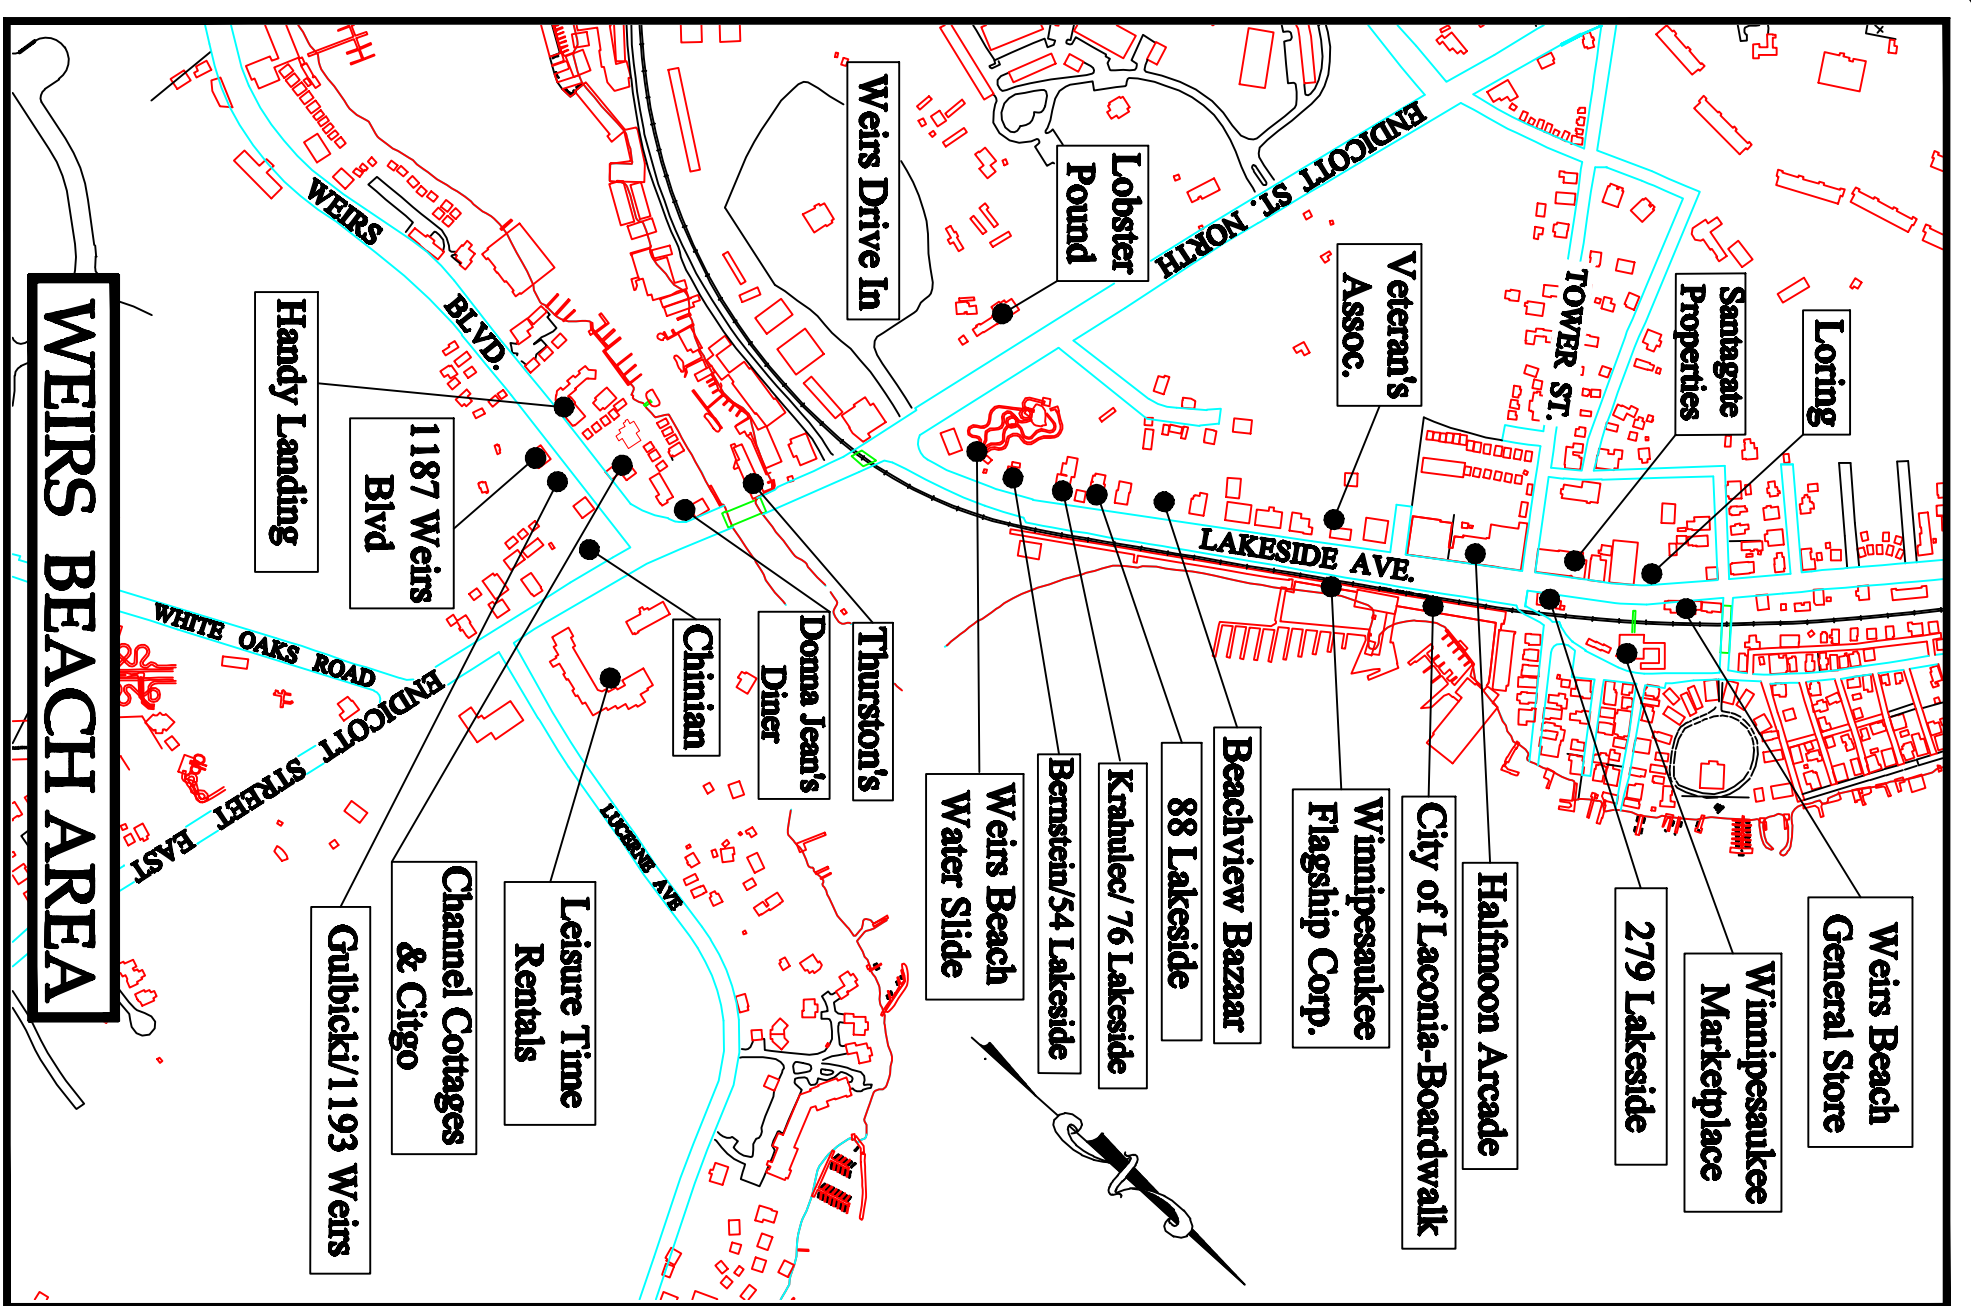 WEIRS BEACH AREA
Loring
Santagate
Properties
TOWER ST.
Veteran's
Assoc.
ENDICOTT ST. NORTH
Lobster
Pound
Weirs Drive In
WEIRS BLVD.
Handy Landing
1187 Weirs
Blvd
LAKESIDE AVE.
Thurston's
Donna Jean's
Diner
Chinian
WHITE OAKS ROAD
ENDICOTT STREET EAST
LUCERNE AVE
Weirs Beach
General Store
Winnipesaukee
Marketplace
279 Lakeside
Halfmoon Arcade
City of Laconia-Boardwalk
Winnipesaukee
Flagship Corp.
Beachview Bazaar
88 Lakeside
Krahulec/ 76 Lakeside
Bernstein/54 Lakeside
Weirs Beach
Water Slide
Leisure Time
Rentals
Channel Cottages
& Citgo
Gulbicki/1193 Weirs